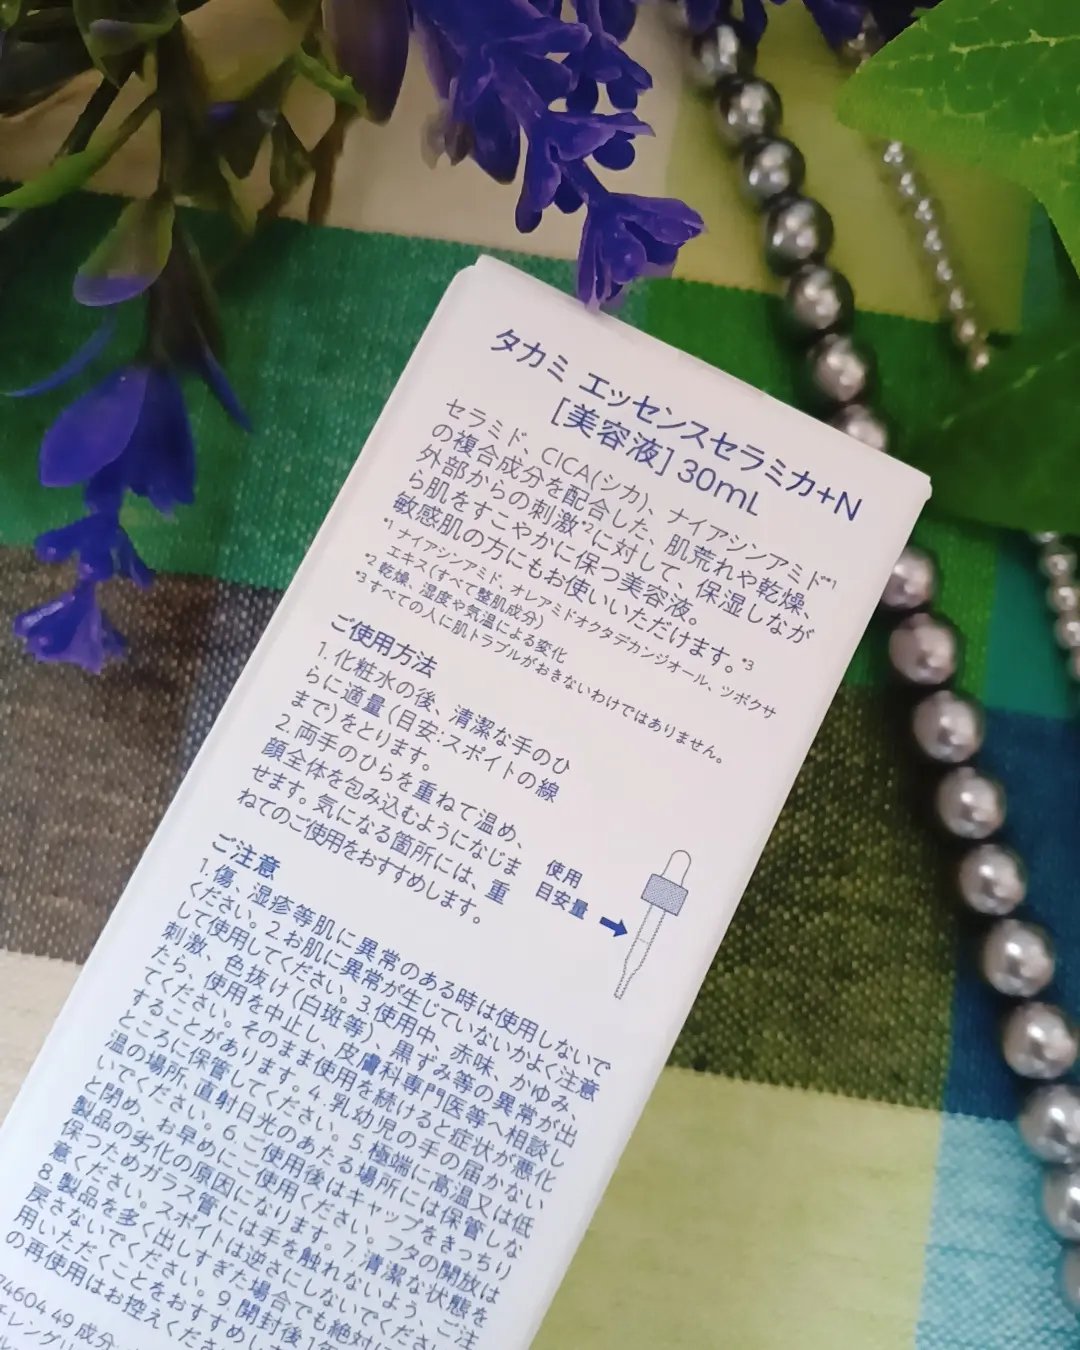 タカミ エッセンスセラミカ+N
［美容液］30mL
セラミド、CICA(シカ)、ナイアシンアミド*1
の複合成分を配合した、肌荒れや乾燥、
外部からの刺激*2に対して、保湿しなが
ら肌をすこやかに保つ美容液。
敏感肌の方にもお使いいただけます。*3
*1 ナイアシンアミド、オレアミドオクタデカンジオール、ツボクサ
エキス(すべて整肌成分)
*2 乾燥、湿度や気温による変化
*3 すべての人に肌トラブルがおきないわけではありません。
ご使用方法
1. 化粧水の後、清潔な手のひ
らに適量(目安:スポイトの線
まで)をとります。
2. 両手のひらを重ねて温め、
顔全体を包み込むようになじま
せます。気になる箇所には、重
ねてのご使用をおすすめします。
使用
目安量
ご注意
1.傷、湿疹等肌に異常のある時は使用しないで
ください。2.お肌に異常が生じていないかよく注意
して使用してください。3.使用中、赤味、かゆみ、
刺激、色抜け(白斑等)、黒ずみ等の異常が出
たら、使用を中止し、皮膚科専門医等へ相談し
てください。そのまま使用を続けると症状が悪化
することがあります。4.乳幼児の手の届かない
ところに保管してください。5.極端に高温又は低
温の場所、直射日光のあたる場所には保管しな
いでください。6.ご使用後はキャップをきっちり
と閉め、お早めにご使用ください。フタの開放は
製品の劣化の原因になります。7.清潔な状態を
保つためガラス管には手を触れないよう、ご注
意ください。スポイトは逆さにしないでくださ
8.製品を多く出しすぎた場合でも絶対に
戻さないでください。9.開封後1年
用いただくことをおすすめし
の再使用はお控えくださ
74604 49 成分: